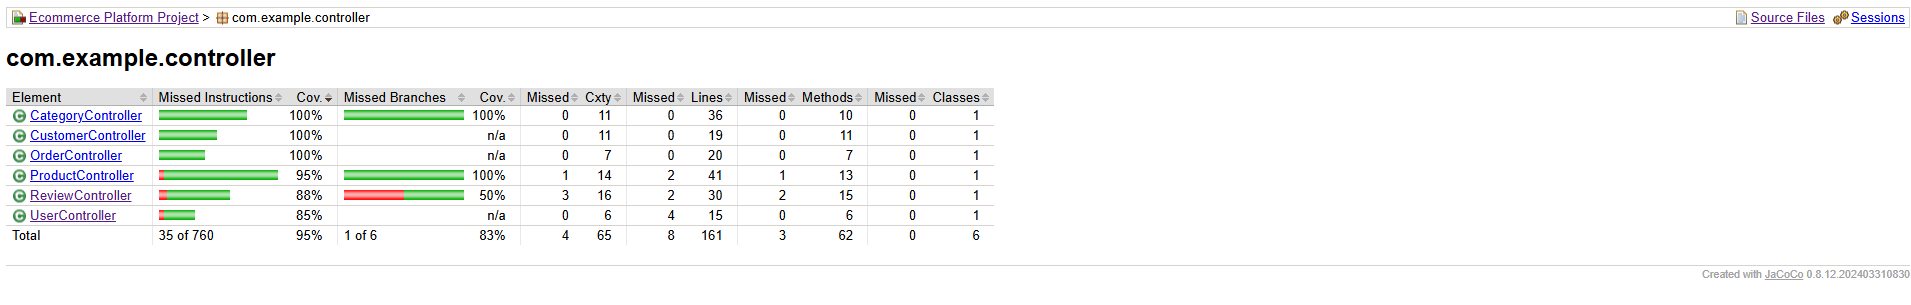 Ecommerce Platform Project > com.example.controller Source Files Sessions
com.example.controller
Element Missed Instructions Cov. Missed Branches Cov. Missed Cxty Missed Lines Missed Methods Missed Classes
CategoryController 100% 100% 0 11 0 36 0 10 0 1
CustomerController 100% n/a 0 11 0 19 0 11 0 1
OrderController 100% n/a 0 7 0 20 0 7 0 1
ProductController 95% 100% 1 14 2 41 1 13 0 1
ReviewController 88% 50% 3 16 2 30 2 15 0 1
UserController 85% n/a 0 6 4 15 0 6 0 1
Total 35 of 760 95% 1 of 6 83% 4 65 8 161 3 62 0 6
Created with JaCoCo 0.8.12.202403310830